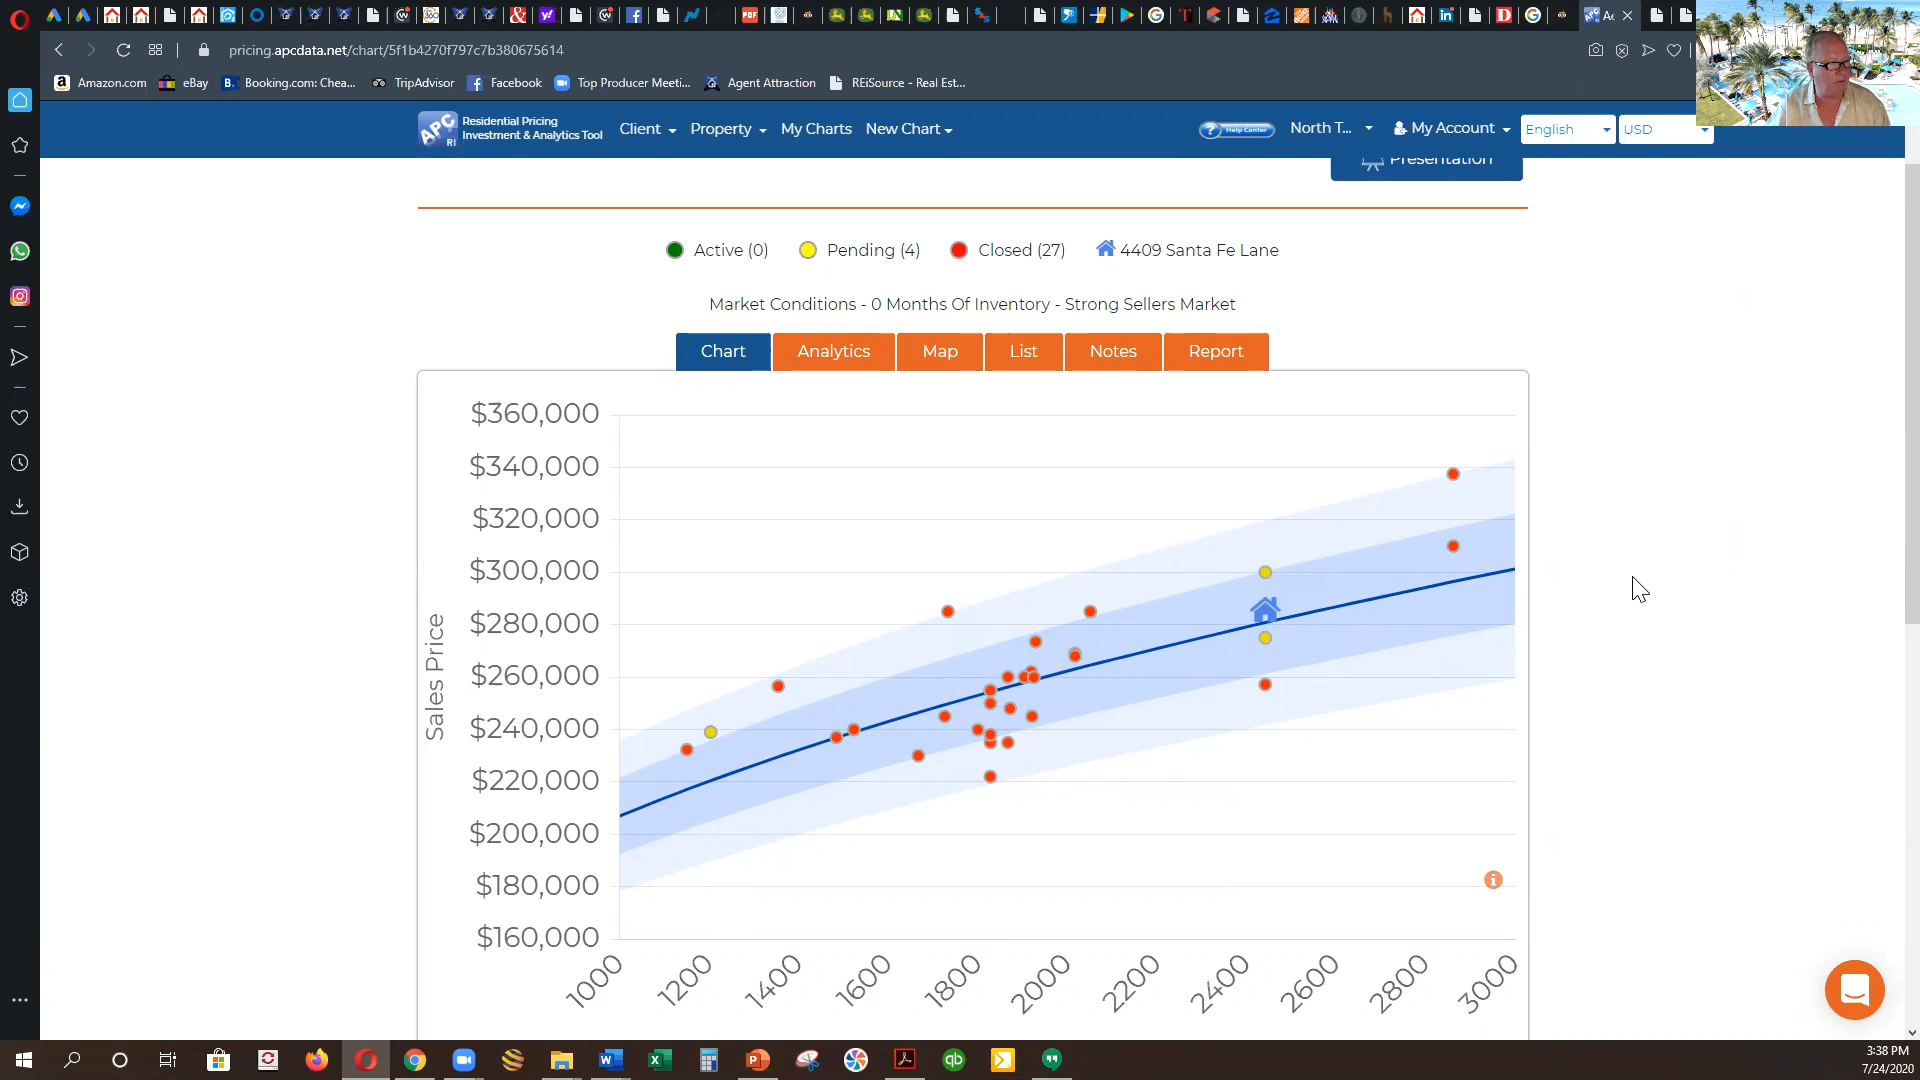 pricing.apcdata.net/chart/5f1b4270f797c7b380675614
Amazon.com eBay Booking.com: Chea... TripAdvisor Facebook Top Producer Meeti... Agent Attraction REiSource - Real Est...
APC RI
Residential Pricing
Investment & Analytics Tool
Client Property My Charts New Chart Help Center North T... My Account English USD
Presentation
Active (0) Pending (4) Closed (27) 4409 Santa Fe Lane
Market Conditions - 0 Months Of Inventory - Strong Sellers Market
Chart Analytics Map List Notes Report
Sales Price
$360,000
$340,000
$320,000
$300,000
$280,000
$260,000
$240,000
$220,000
$200,000
$180,000
$160,000
1000 1200 1400 1600 1800 2000 2200 2400 2600 2800 3000
3:38 PM
7/24/2020